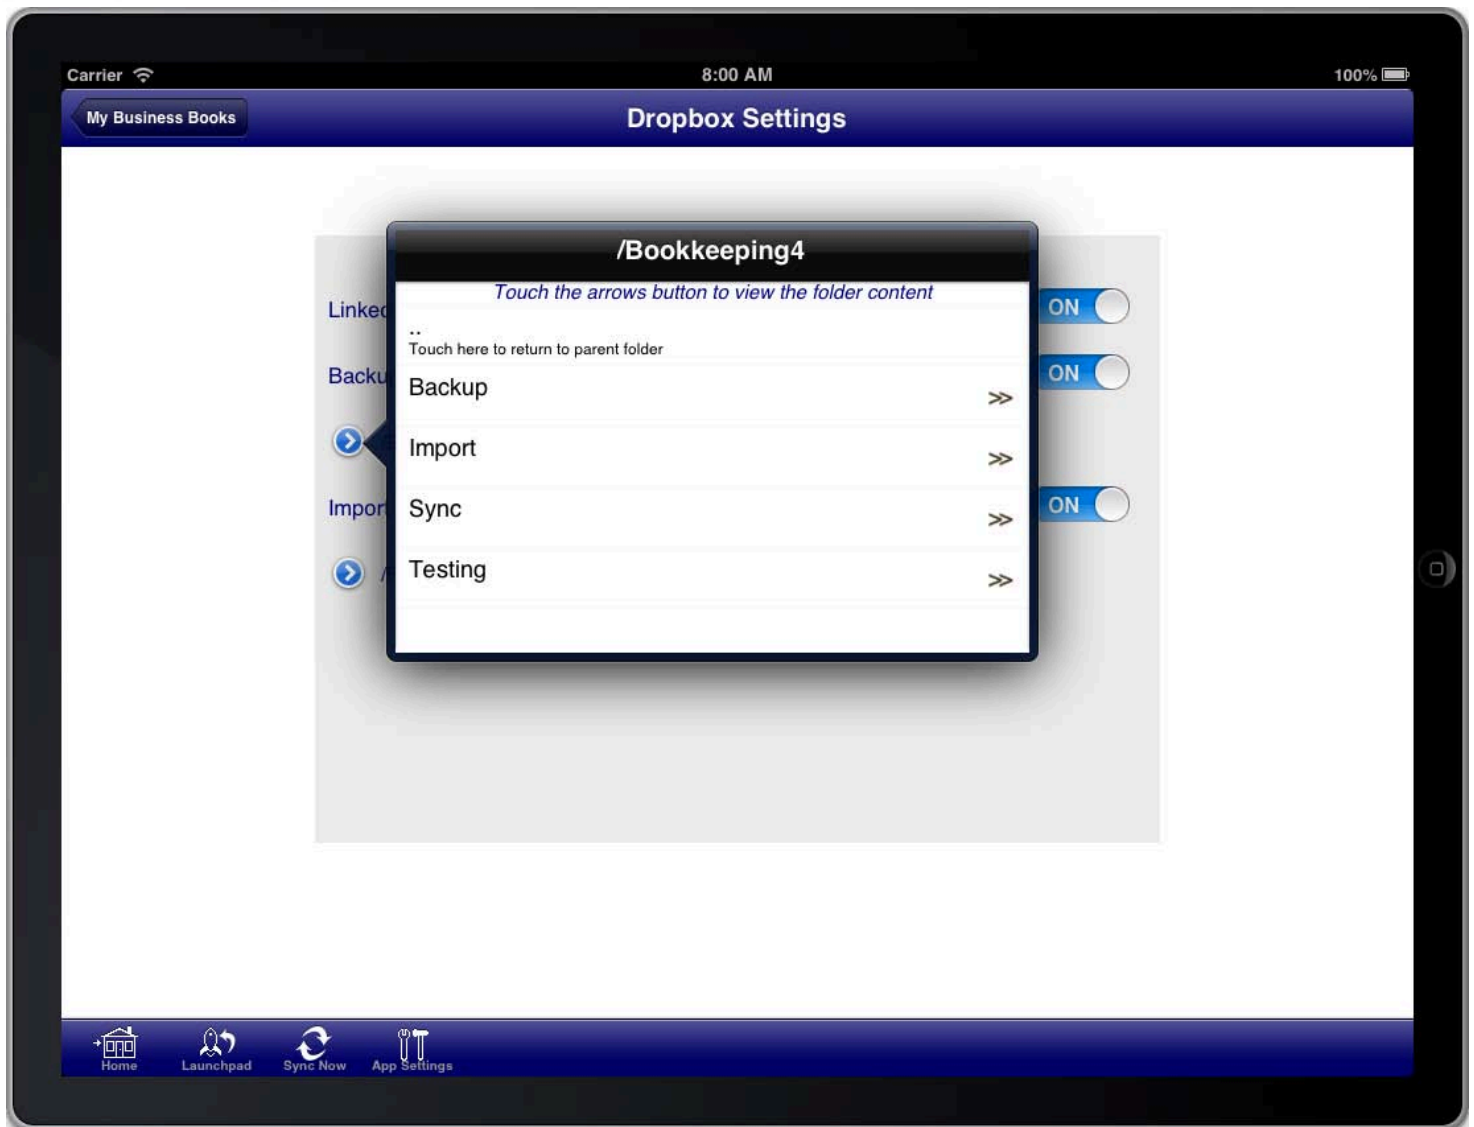 Carrier
8:00 AM
100%
My Business Books
Dropbox Settings
/Bookkeeping4
Touch the arrows button to view the folder content
Linked
ON
..
Touch here to return to parent folder
Backu
ON
Backup
>>
Import
>>
Import
ON
Sync
>>
/
Testing
>>
Home
Launchpad
Sync Now
App Settings